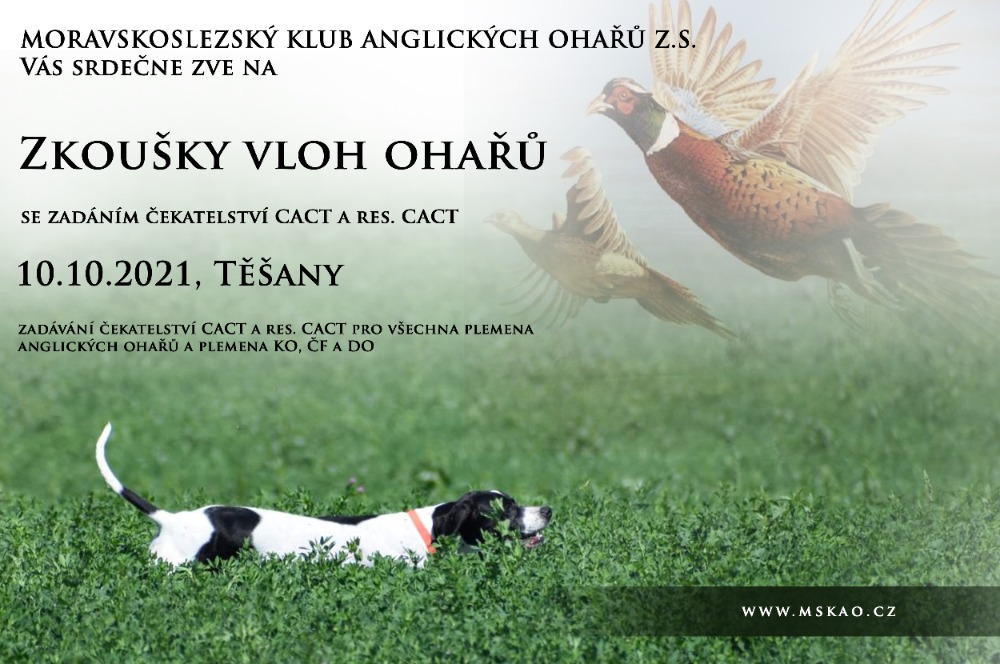 MORAVSKOSLEZSKÝ KLUB ANGLICKÝCH OHAŘŮ Z.S.
VÁS SRDEČNE ZVE NA
ZKOUŠKY VLOH OHAŘŮ
SE ZADÁNÍM ČEKATELSTVÍ CACT A RES. CACT
10.10.2021, TĚŠANY
ZADÁVÁNÍ ČEKATELSTVÍ CACT A RES. CACT PRO VŠECHNA PLEMENA
ANGLICKÝCH OHAŘŮ A PLEMENA KO, ČF A DO
WWW.MSKAO.CZ